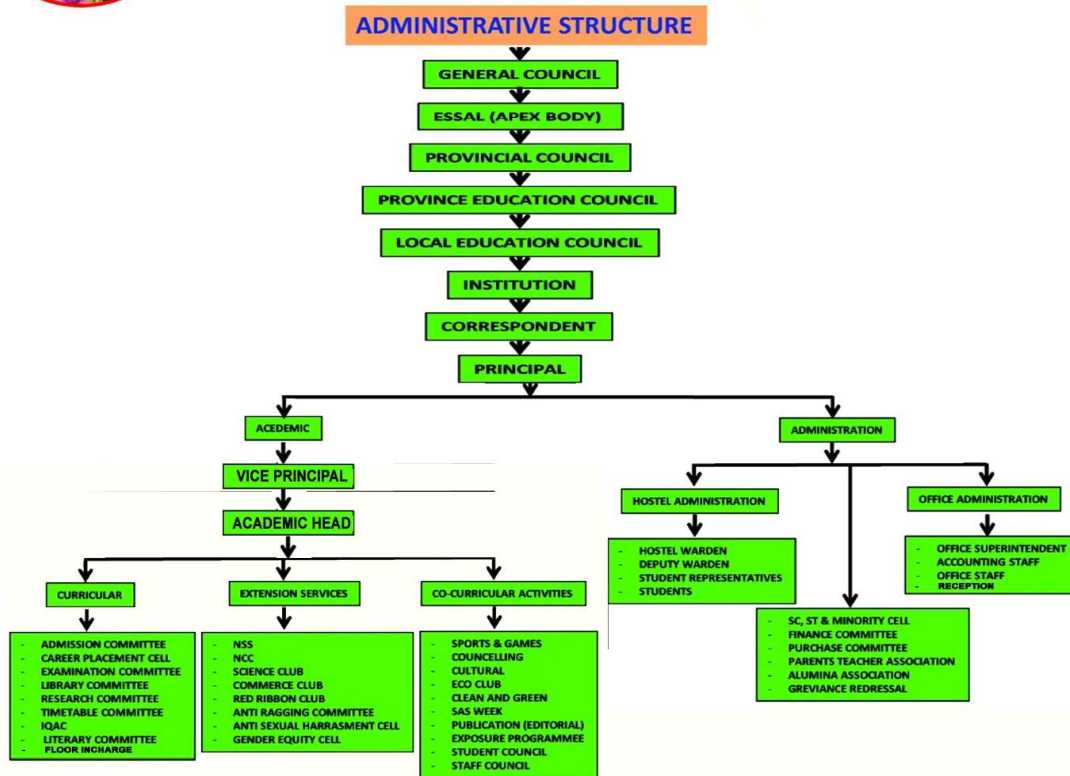 ADMINISTRATIVE STRUCTURE
GENERAL COUNCIL
ESSAL (APEX BODY)
PROVINCIAL COUNCIL
PROVINCE EDUCATION COUNCIL
LOCAL EDUCATION COUNCIL
INSTITUTION
CORRESPONDENT
PRINCIPAL
ACEDEMIC
VICE PRINCIPAL
ACADEMIC HEAD
CURRICULAR
- ADMISSION COMMITTEE
- CAREER PLACEMENT CELL
- EXAMINATION COMMITTEE
- LIBRARY COMMITTEE
- RESEARCH COMMITTEE
- TIMETABLE COMMITTEE
- IQAC
- LITERARY COMMITTEE
- FLOOR INCHARGE
EXTENSION SERVICES
- NSS
- NCC
- SCIENCE CLUB
- COMMERCE CLUB
- RED RIBBON CLUB
- ANTI RAGGING COMMITTEE
- ANTI SEXUAL HARRASMENT CELL
- GENDER EQUITY CELL
CO-CURRICULAR ACTIVITIES
- SPORTS & GAMES
- COUNCELLING
- CULTURAL
- ECO CLUB
- CLEAN AND GREEN
- SAS WEEK
- PUBLICATION (EDITORIAL)
- EXPOSURE PROGRAMMEE
- STUDENT COUNCIL
- STAFF COUNCIL
ADMINISTRATION
HOSTEL ADMINISTRATION
- HOSTEL WARDEN
- DEPUTY WARDEN
- STUDENT REPRESENTATIVES
- STUDENTS
- SC, ST & MINORITY CELL
- FINANCE COMMITTEE
- PURCHASE COMMITTEE
- PARENTS TEACHER ASSOCIATION
- ALUMINA ASSOCIATION
- GREVIANCE REDRESSAL
OFFICE ADMINISTRATION
- OFFICE SUPERINTENDENT
- ACCOUNTING STAFF
- OFFICE STAFF
- RECEPTION